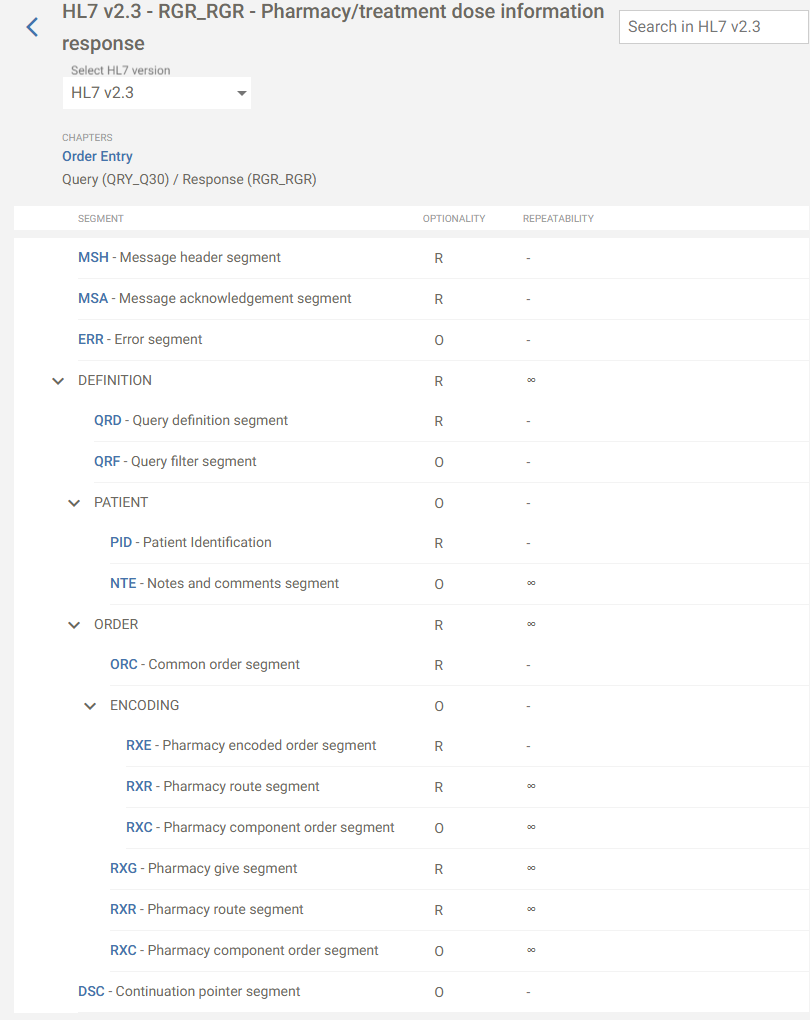 HL7 v2.3 - RGR_RGR - Pharmacy/treatment dose information
response
Search in HL7 v2.3
Select HL7 version
HL7 v2.3
CHAPTERS
Order Entry
Query (QRY_Q30) / Response (RGR_RGR)
SEGMENT OPTIONALITY REPEATABILITY
MSH - Message header segment R -
MSA - Message acknowledgement segment R -
ERR - Error segment O -
DEFINITION R ∞
QRD - Query definition segment R -
QRF - Query filter segment O -
PATIENT O -
PID - Patient Identification R -
NTE - Notes and comments segment O ∞
ORDER R ∞
ORC - Common order segment R -
ENCODING O -
RXE - Pharmacy encoded order segment R -
RXR - Pharmacy route segment R ∞
RXC - Pharmacy component order segment O ∞
RXG - Pharmacy give segment R ∞
RXR - Pharmacy route segment R ∞
RXC - Pharmacy component order segment O ∞
DSC - Continuation pointer segment O -